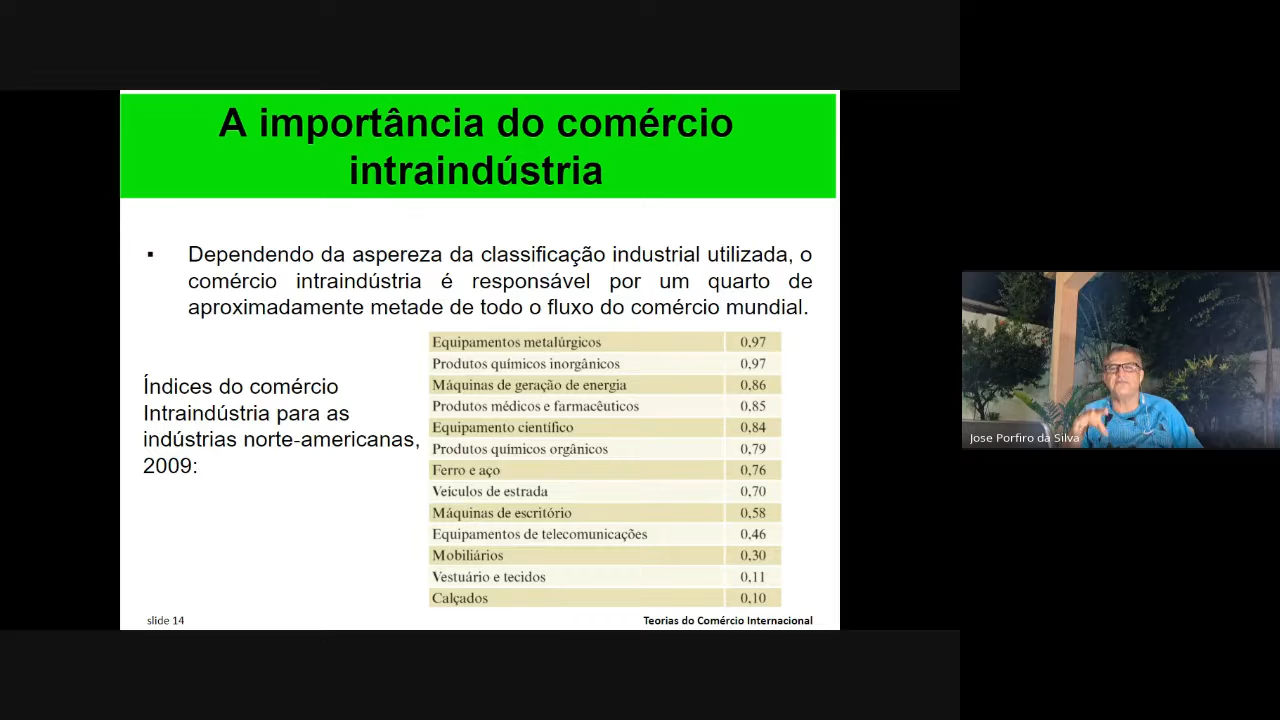 A importância do comércio
intraindústria
▪ Dependendo da aspereza da classificação industrial utilizada, o
comércio intraindústria é responsável por um quarto de
aproximadamente metade de todo o fluxo do comércio mundial.
Índices do comércio
Intraindústria para as
indústrias norte-americanas,
2009:
Equipamentos metalúrgicos 0,97
Produtos químicos inorgânicos 0,97
Máquinas de geração de energia 0,86
Produtos médicos e farmacêuticos 0,85
Equipamento científico 0,84
Produtos químicos orgânicos 0,79
Ferro e aço 0,76
Veículos de estrada 0,70
Máquinas de escritório 0,58
Equipamentos de telecomunicações 0,46
Mobiliários 0,30
Vestuário e tecidos 0,11
Calçados 0,10
slide 14
Teorias do Comércio Internacional
Jose Porfiro da Silva